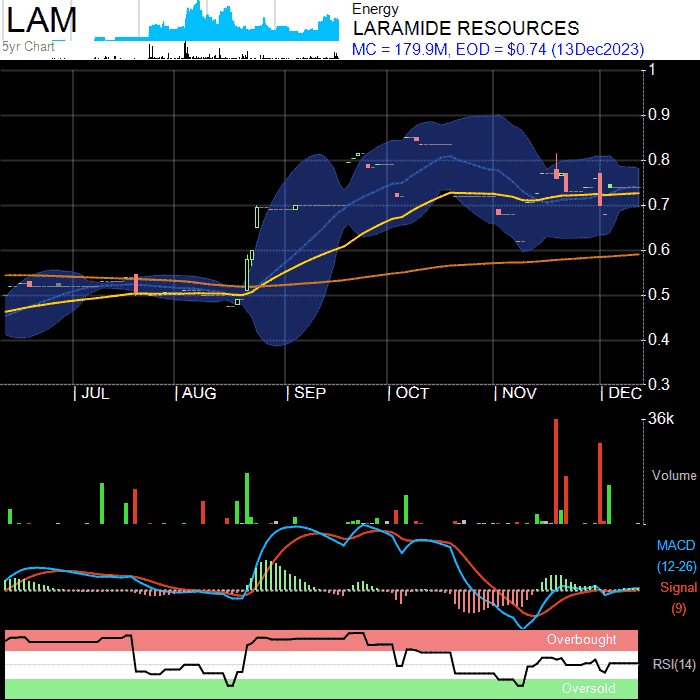 LAM
5yr Chart
Energy
LARAMIDE RESOURCES
MC = 179.9M, EOD = $0.74 (13Dec2023)
1
0.9
0.8
0.7
0.6
0.5
0.4
0.3
| JUL | AUG | SEP | OCT | NOV | DEC
36k
Volume
MACD
(12-26)
Signal
(9)
Overbought
RSI(14)
Oversold